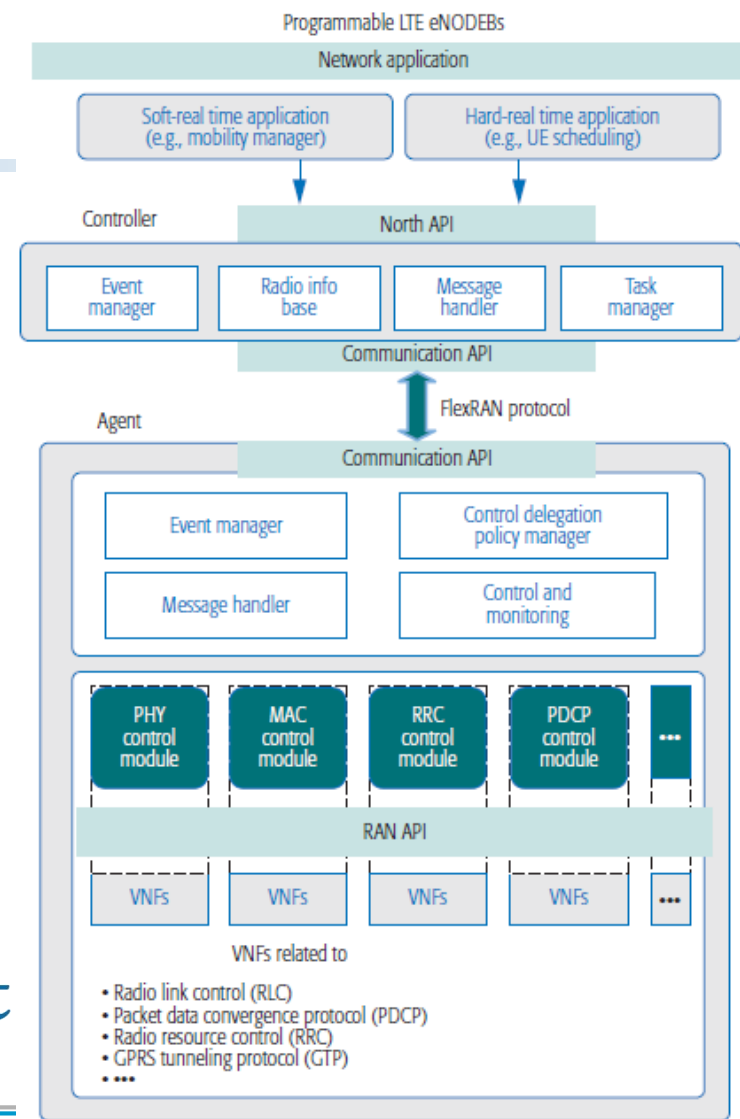 Programmable LTE eNODEBs
Network application
Soft-real time application
(e.g., mobility manager)
Hard-real time application
(e.g., UE scheduling)
Controller
North API
Event
manager
Radio info
base
Message
handler
Task
manager
Communication API
FlexRAN protocol
Agent
Communication API
Event manager
Control delegation
policy manager
Message handler
Control and
monitoring
PHY
control
module
MAC
control
module
RRC
control
module
PDCP
control
module
•••
RAN API
VNFs
VNFs
VNFs
VNFs
•••
VNFs related to
• Radio link control (RLC)
• Packet data convergence protocol (PDCP)
• Radio resource control (RRC)
• GPRS tunneling protocol (GTP)
• •••
t